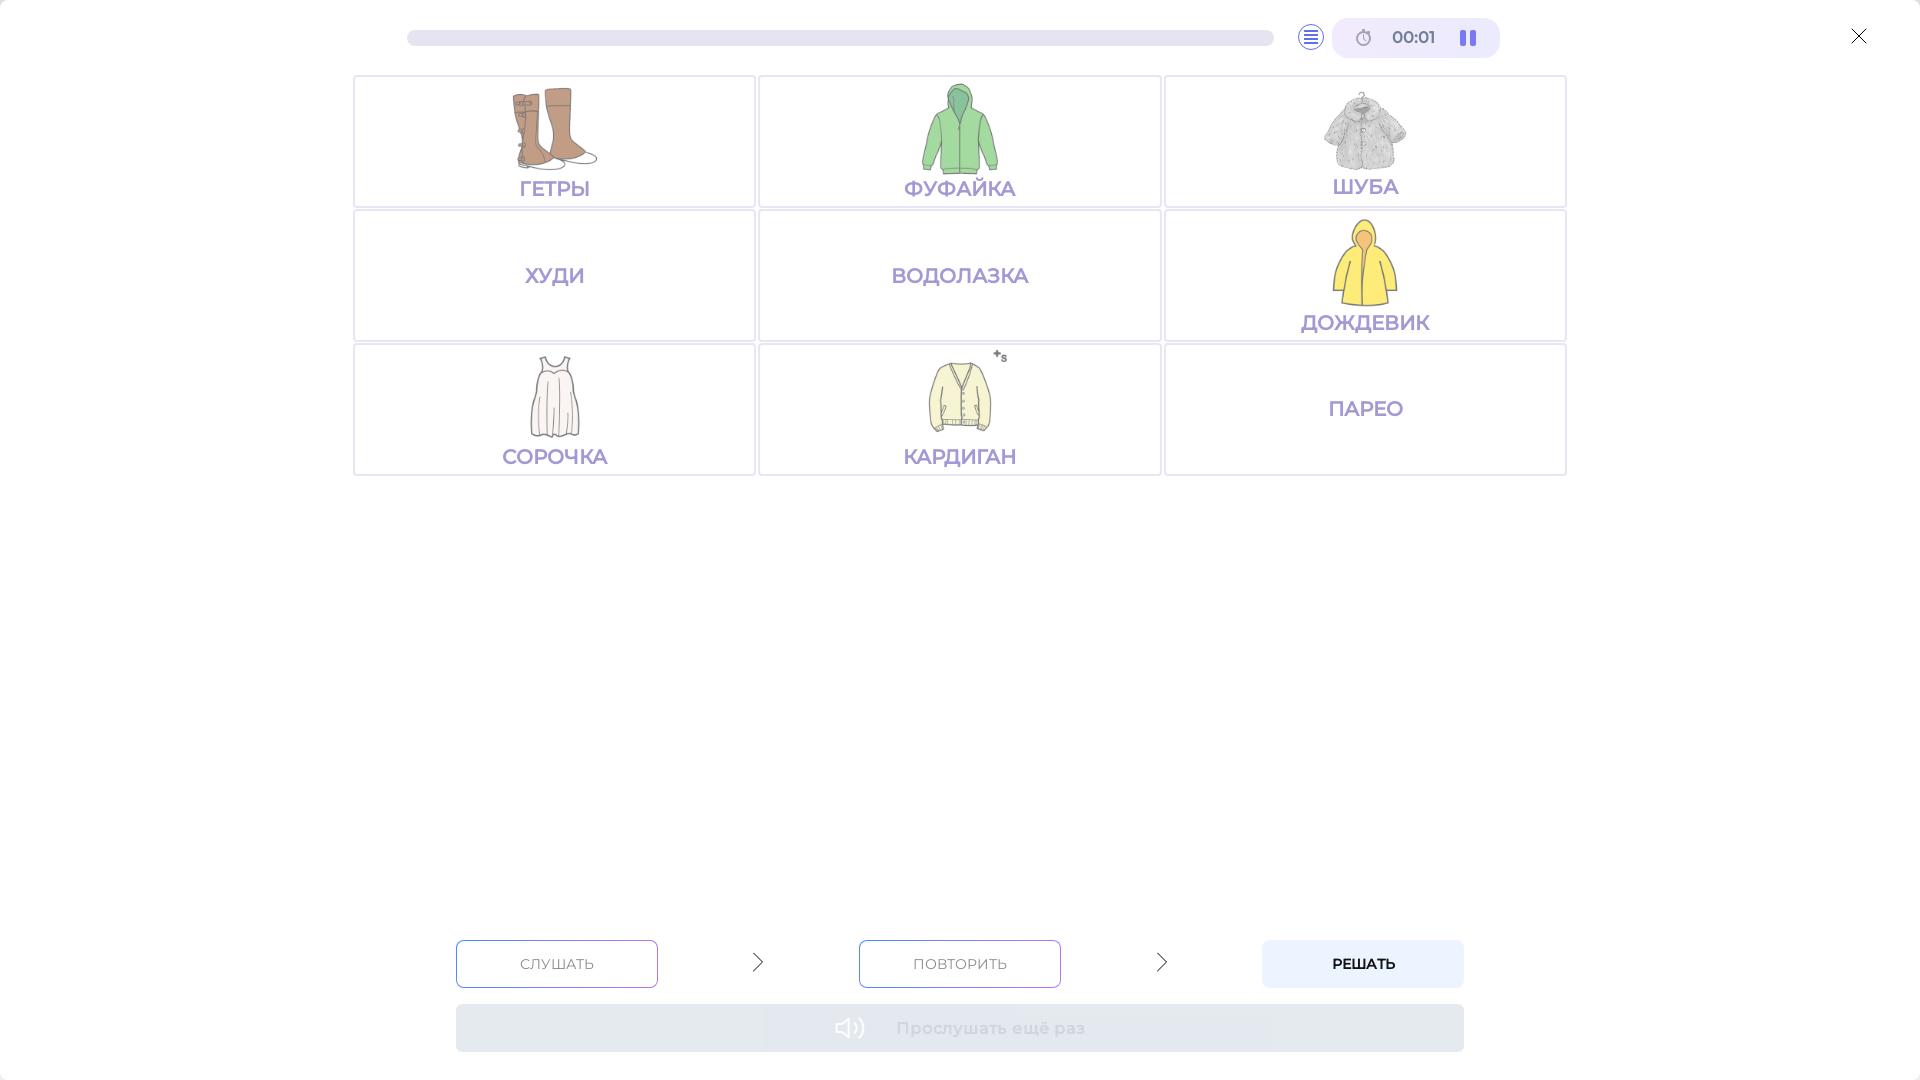 00:01
ГЕТРЫ
ФУФАЙКА
ШУБА
ХУДИ
ВОДОЛАЗКА
ДОЖДЕВИК
+s
СОРОЧКА
КАРДИГАН
ПАРЕО
СЛУШАТЬ
ПОВТОРИТЬ
РЕШАТЬ
Прослушать ещё раз